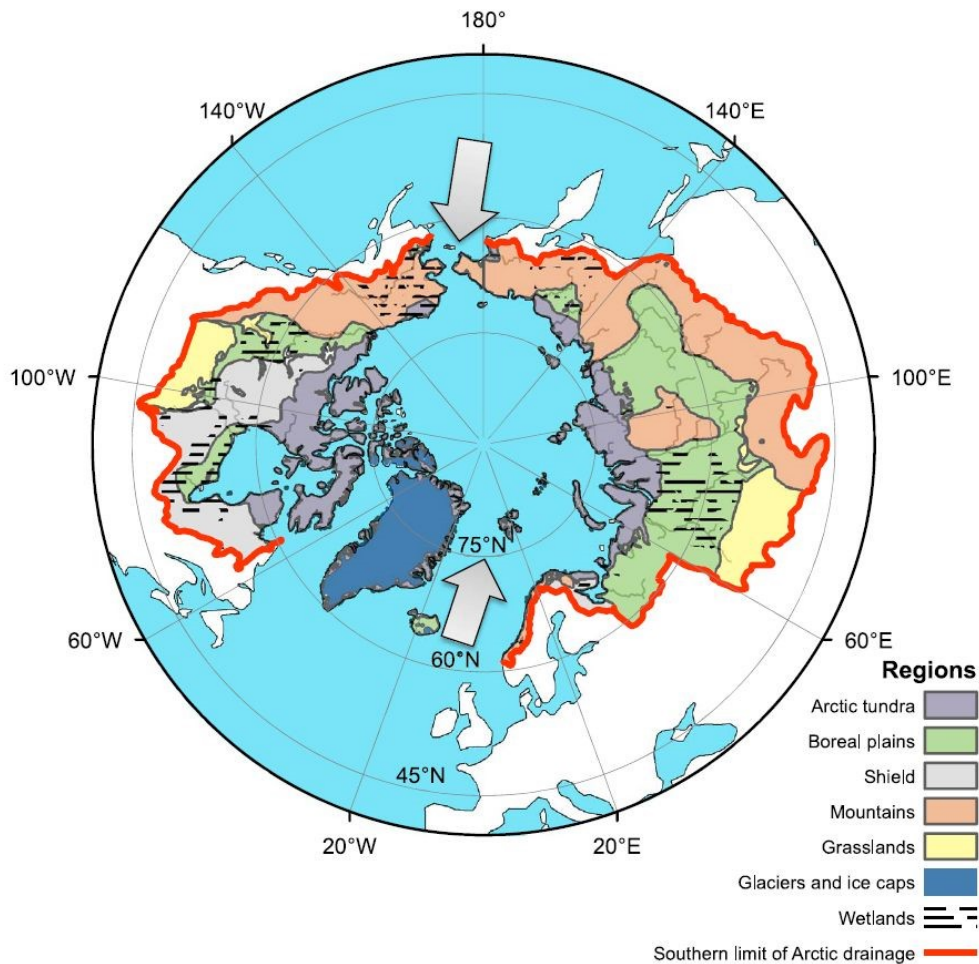 180°
140°W
140°E
100°W
100°E
75°N
60°W
60°N
60°E
45°N
20°W
20°E
Regions
Arctic tundra
Boreal plains
Shield
Mountains
Grasslands
Glaciers and ice caps
Wetlands
Southern limit of Arctic drainage